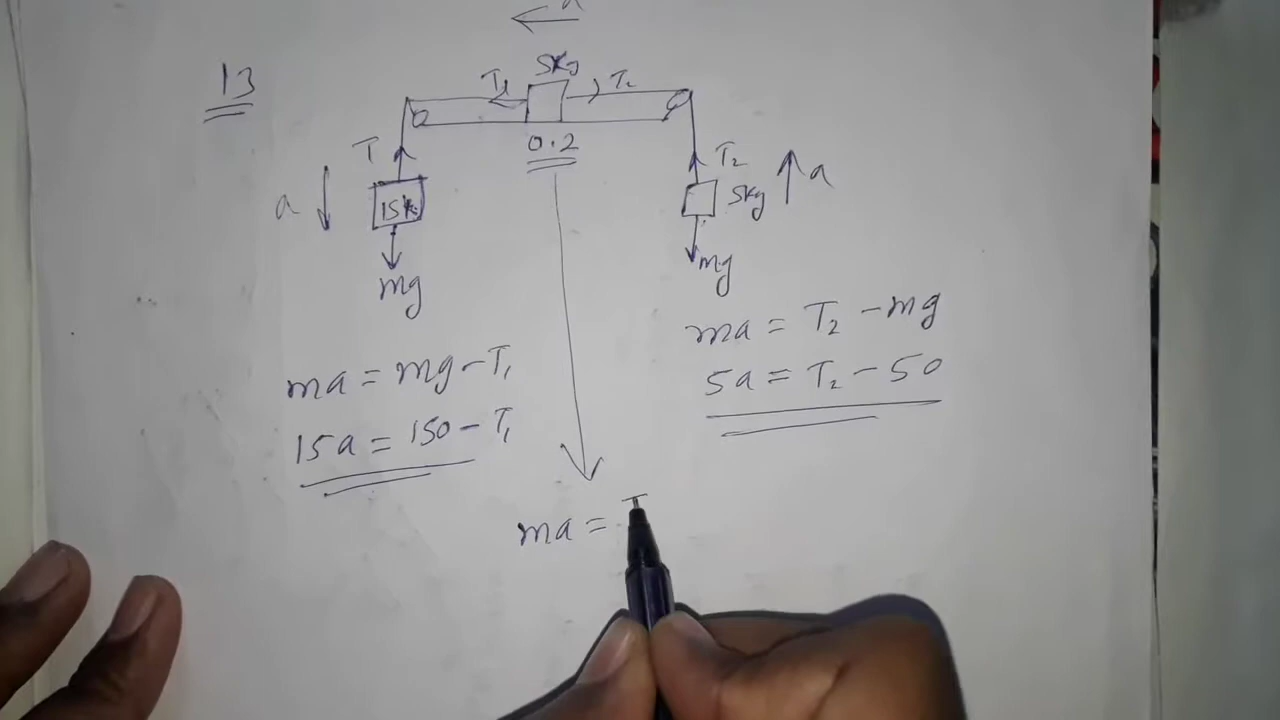 a
13
5kg
T₁ T₂
0.2
T
T₂
a
15k
5kg
a
mg
mg
ma = T₂ - mg
5a = T₂ - 50
ma = mg - T₁
15a = 150 - T₁
ma = T